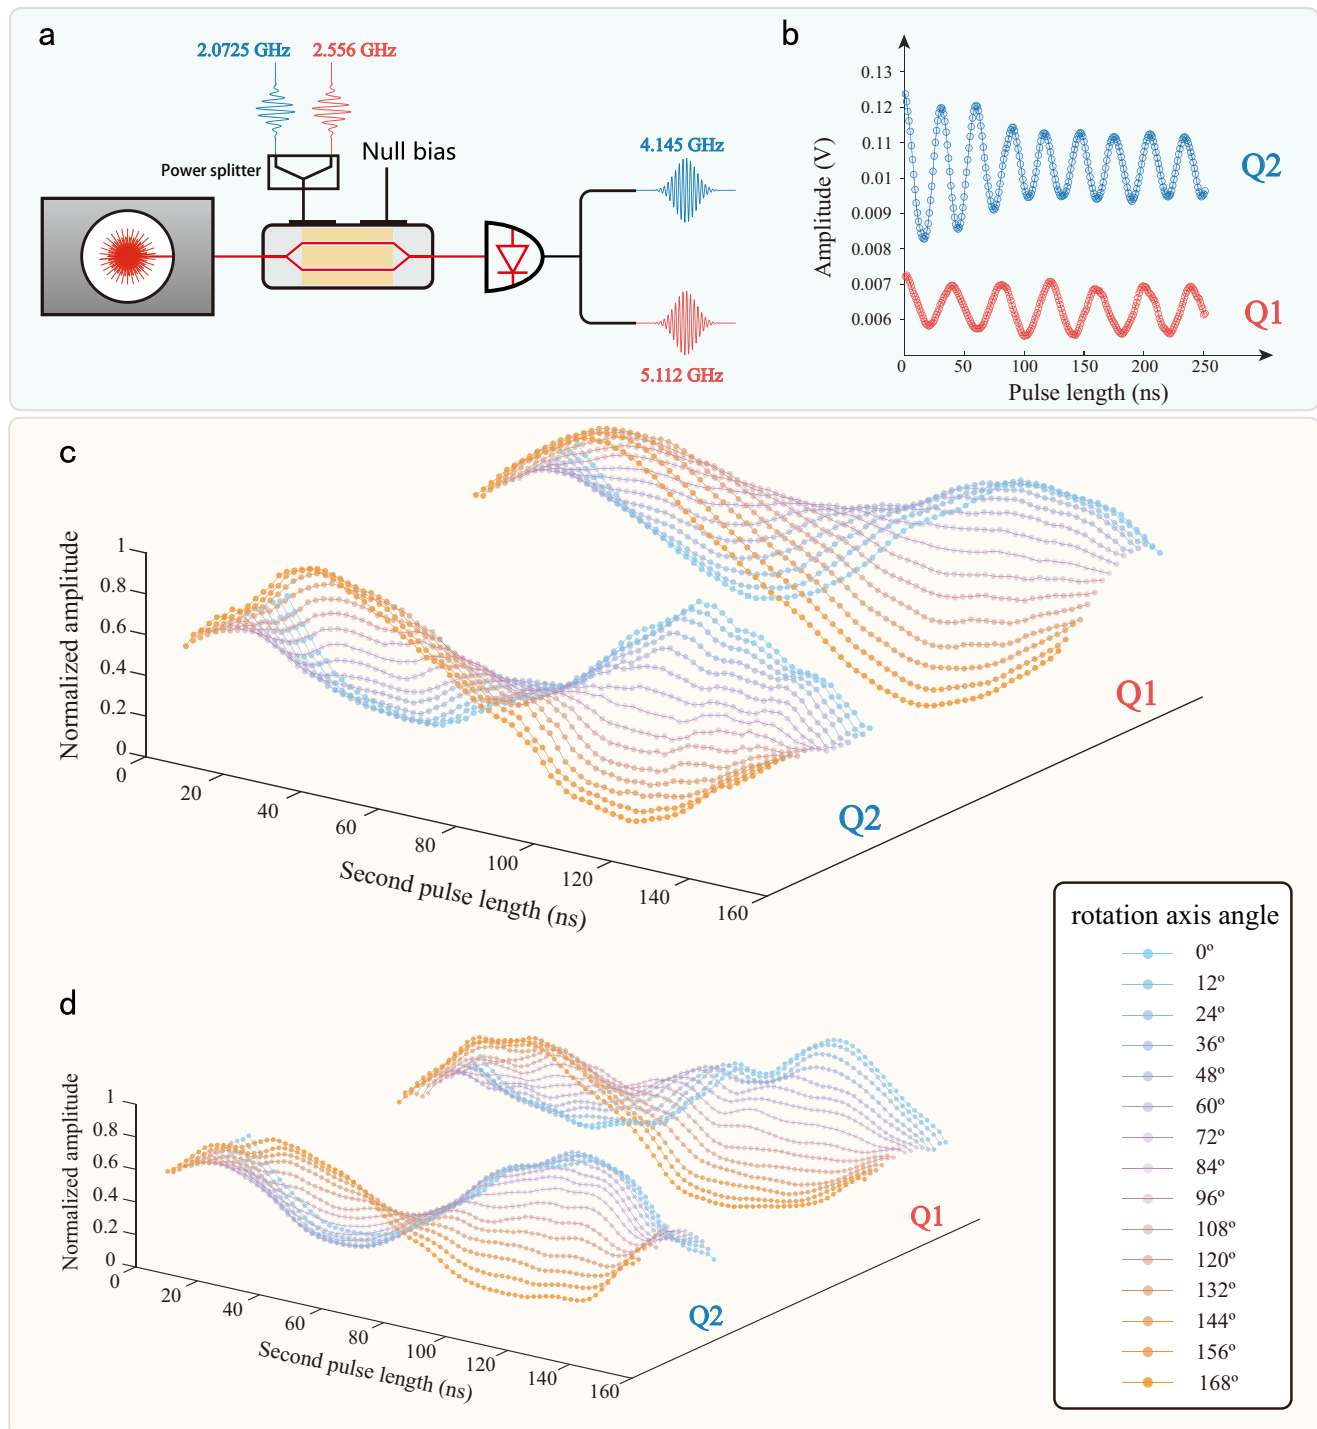 a
2.0725 GHz 2.556 GHz
Power splitter
Null bias
4.145 GHz
5.112 GHz
b
Amplitude (V)
0.13
0.12
0.11
0.01
0.009
0.008
0.007
0.006
0 50 100 150 200 250
Pulse length (ns)
Q2
Q1
c
Normalized amplitude
1
0.8
0.6
0.4
0.2
0
0 20 40 60 80 100 120 140 160
Second pulse length (ns)
Q1
Q2
d
Normalized amplitude
1
0.8
0.6
0.4
0.2
0
0 20 40 60 80 100 120 140 160
Second pulse length (ns)
Q1
Q2
rotation axis angle
0º
12º
24º
36º
48º
60º
72º
84º
96º
108º
120º
132º
144º
156º
168º